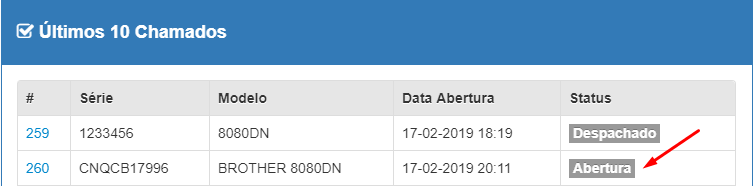 Últimos 10 Chamados
# Série Modelo Data Abertura Status
259 1233456 8080DN 17-02-2019 18:19 Despachado
260 CNQCB17996 BROTHER 8080DN 17-02-2019 20:11 Abertura